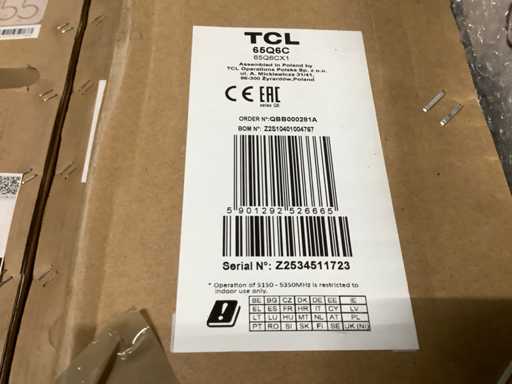 55
TCL
65Q6C
65Q6CX1
Assembled in Poland by
TCL Operations Polska Sp. z o.o.
ul. A. Mickiewicza 31/41,
96-300 Żyrardów, Poland
CE EAC
ORDER N°: QBB000281A
BOM N°: Z2S10401004767
5 901292 526665
Serial N°: Z2534511723
* Operation of 5150 - 5350MHz is restricted to
indoor use only.
BE BG CZ DK DE EE IE
EL ES FR HR IT CY LV
LT LU HU MT NL AT PL
PT RO SI SK FI SE UK(NI)